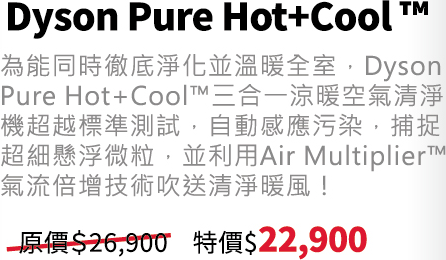 Dyson Pure Hot+Cool™
為能同時徹底淨化並溫暖全室，Dyson
Pure Hot+Cool™三合一涼暖空氣清淨
機超越標準測試，自動感應污染，捕捉
超細懸浮微粒，並利用Air Multiplier™
氣流倍增技術吹送清淨暖風！
原價$26,900 特價$22,900